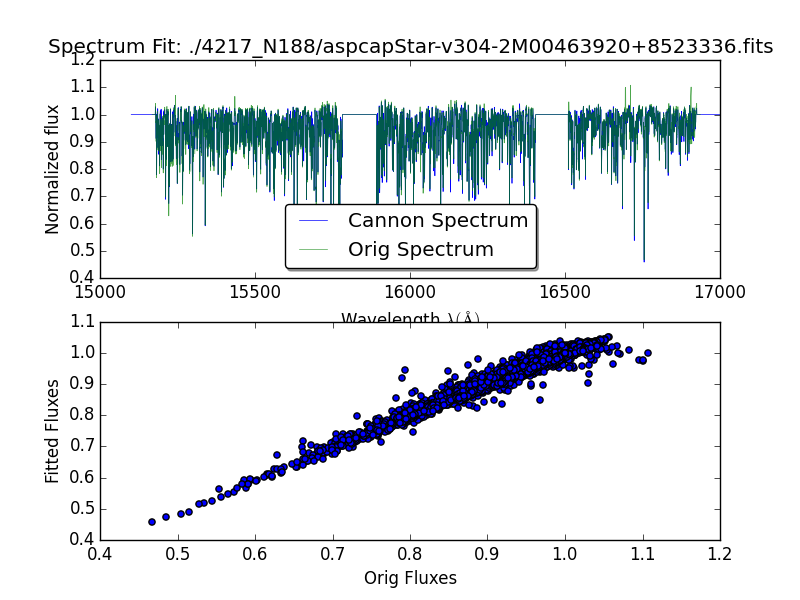 Spectrum Fit: ./4217_N188/aspcapStar-v304-2M00463920+8523336.fits
1.2
1.1
1.0
0.9
0.8
0.7
0.6
0.5
0.4
Normalized flux
Cannon Spectrum
Orig Spectrum
15000 15500 16000 16500 17000
Wavelength λ(Å)
1.1
1.0
0.9
0.8
0.7
0.6
0.5
0.4
Fitted Fluxes
0.4 0.5 0.6 0.7 0.8 0.9 1.0 1.1 1.2
Orig Fluxes